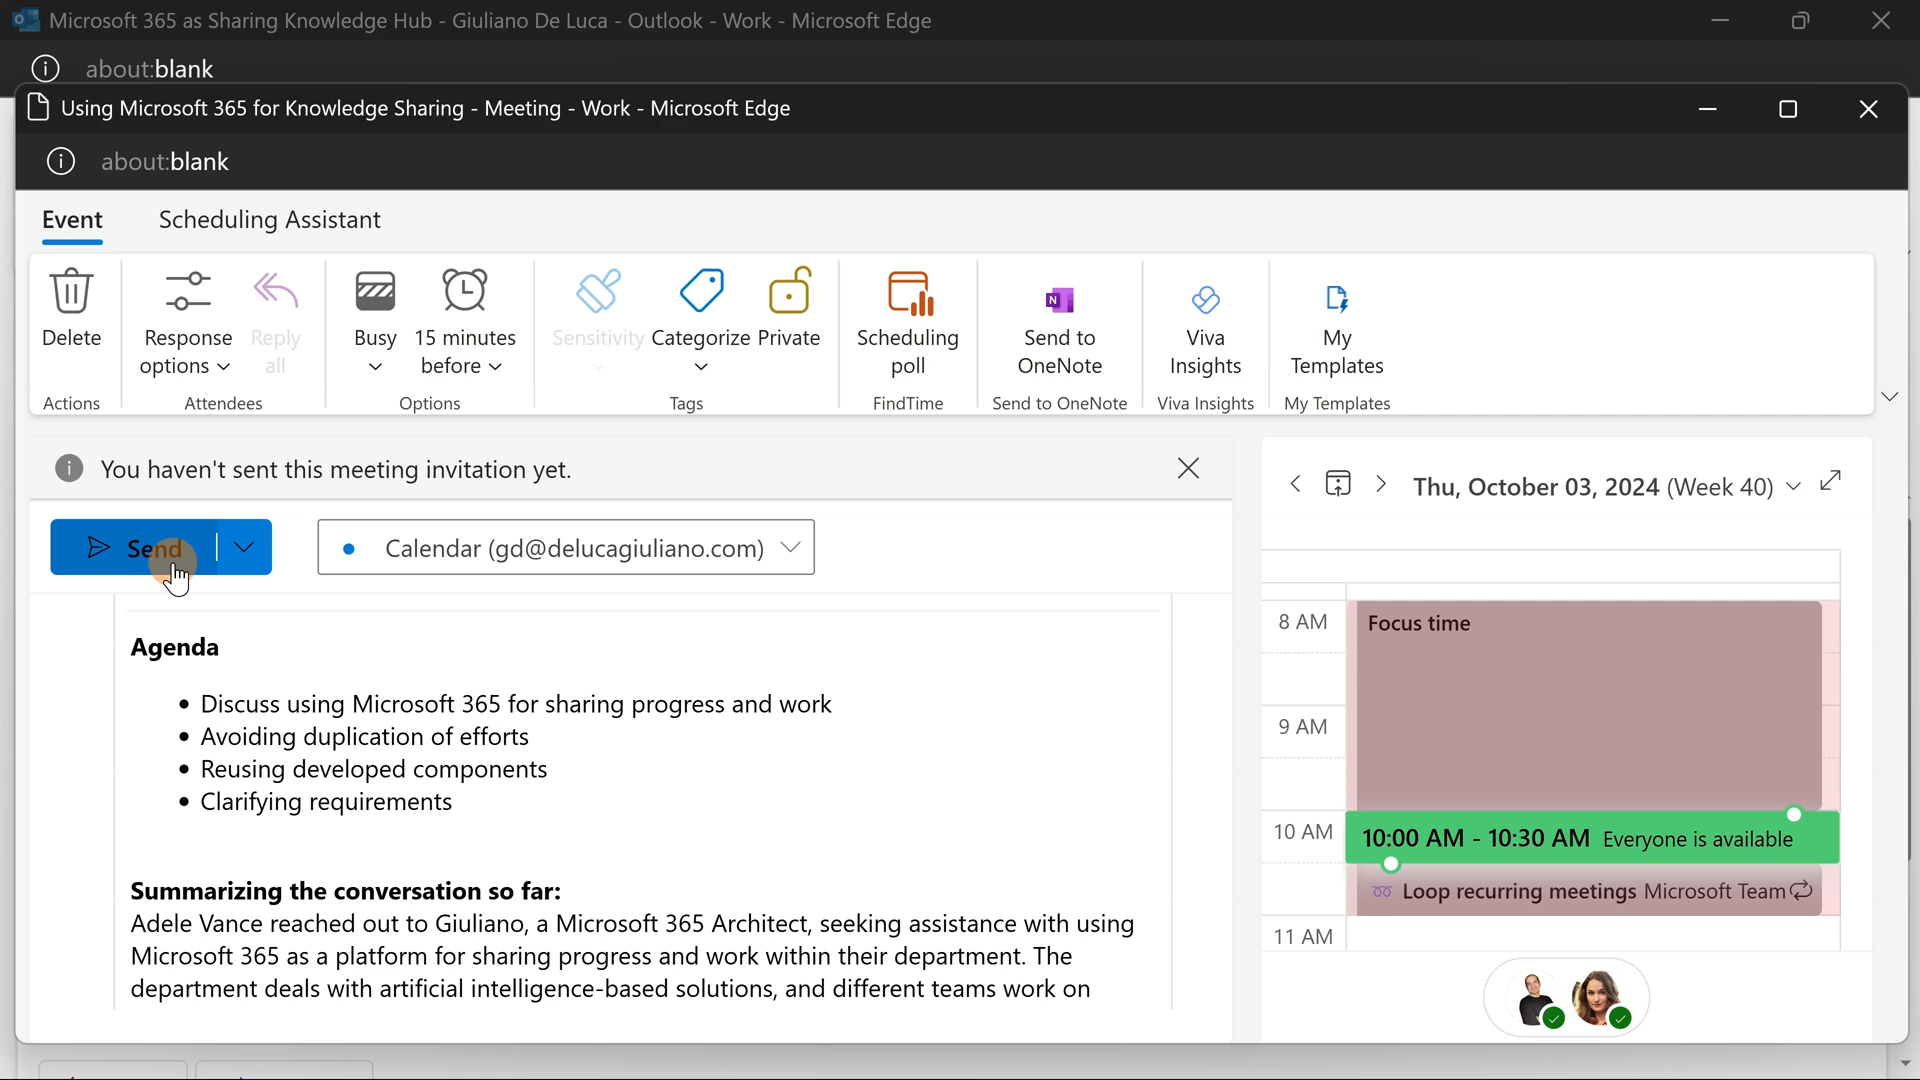 Microsoft 365 as Sharing Knowledge Hub - Giuliano De Luca - Outlook - Work - Microsoft Edge
about:blank
Using Microsoft 365 for Knowledge Sharing - Meeting - Work - Microsoft Edge
about:blank
Event Scheduling Assistant
Delete
Response options
Reply all
Busy
15 minutes before
Sensitivity
Categorize
Private
Scheduling poll
Send to OneNote
Viva Insights
My Templates
Actions Attendees Options Tags FindTime Send to OneNote Viva Insights My Templates
You haven't sent this meeting invitation yet.
Send
Calendar (gd@delucagiuliano.com)
Agenda
• Discuss using Microsoft 365 for sharing progress and work
• Avoiding duplication of efforts
• Reusing developed components
• Clarifying requirements
Summarizing the conversation so far:
Adele Vance reached out to Giuliano, a Microsoft 365 Architect, seeking assistance with using
Microsoft 365 as a platform for sharing progress and work within their department. The
department deals with artificial intelligence-based solutions, and different teams work on
Thu, October 03, 2024 (Week 40)
8 AM Focus time
9 AM
10 AM 10:00 AM - 10:30 AM Everyone is available
Loop recurring meetings Microsoft Team
11 AM